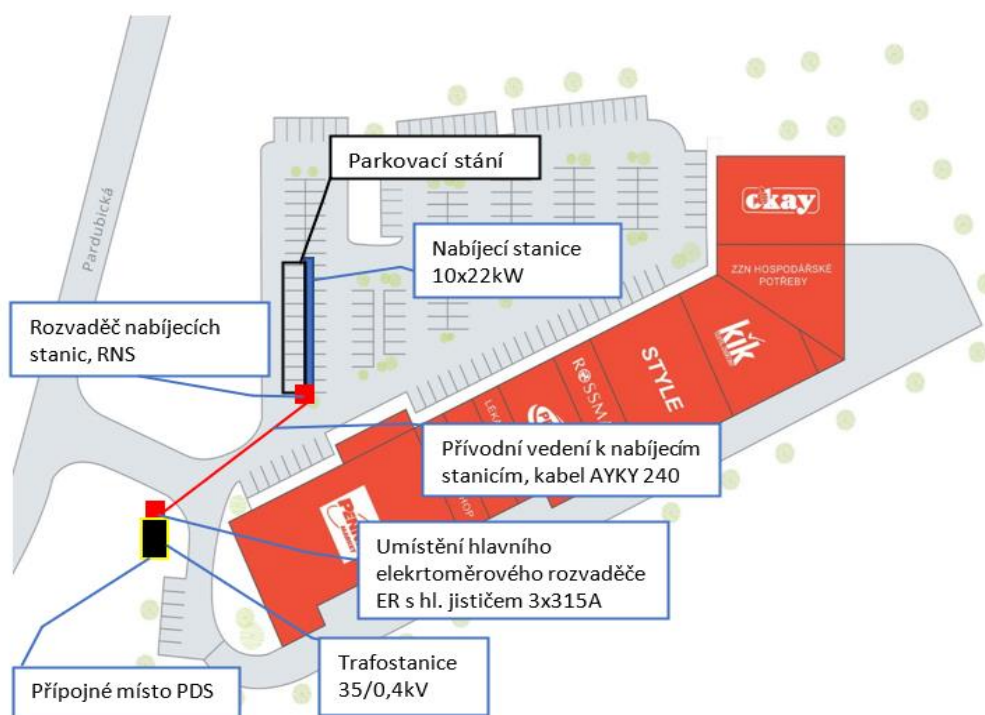 Parkovací stání
Pardubická
Nabíjecí stanice
10x22kW
Rozvaděč nabíjecích
stanic, RNS
ckay
ZZN HOSPODÁŘSKÉ
POTŘEBY
kik
STYLE
Přívodní vedení k nabíjecím
stanicím, kabel AYKY 240
PENNY
MARKET
Umístění hlavního
elekrtoměrového rozvaděče
ER s hl. jističem 3x315A
Přípojné místo PDS
Trafostanice
35/0,4kV